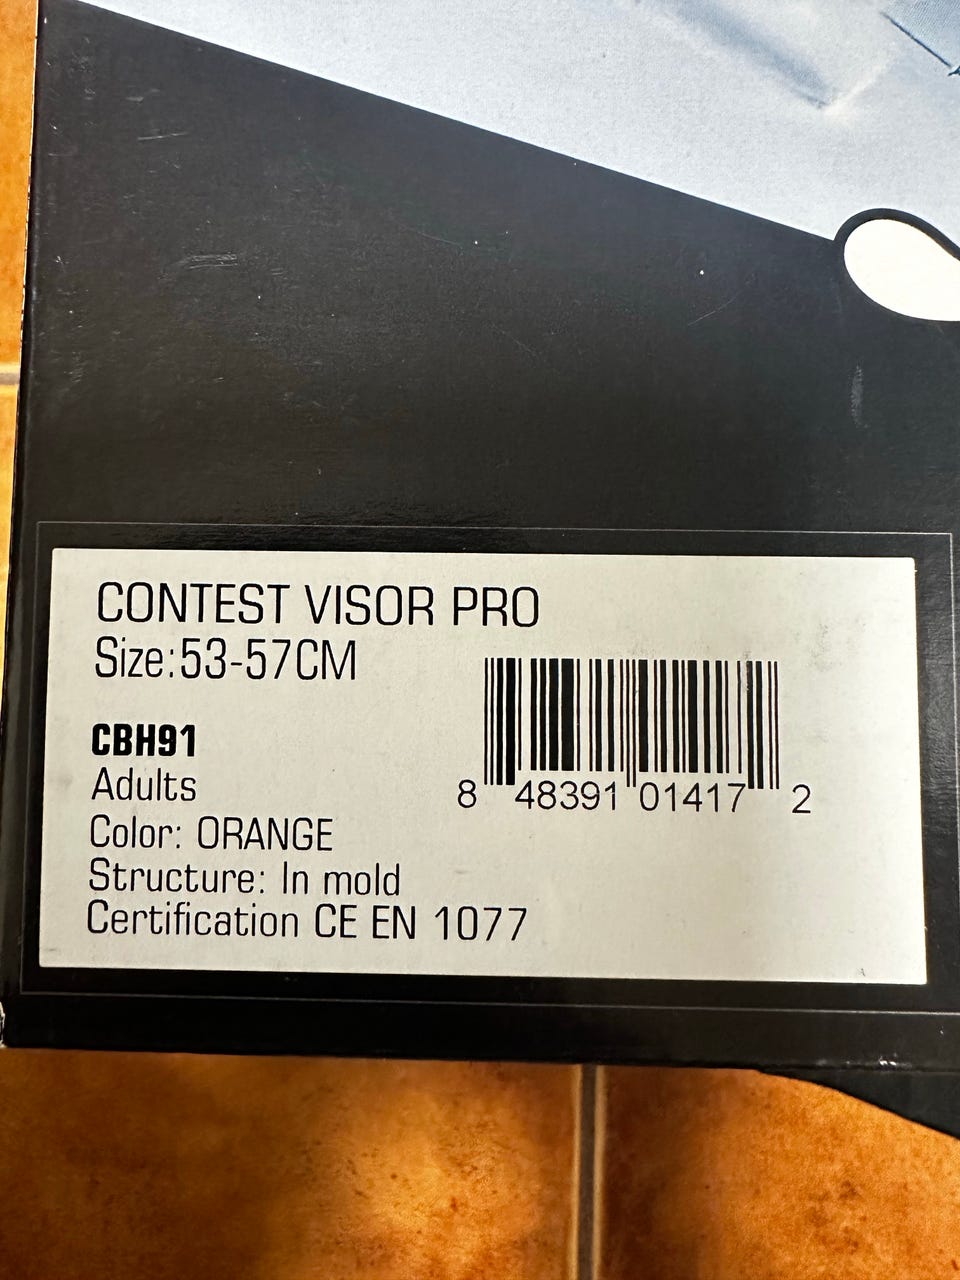 CONTEST VISOR PRO
Size:53-57CM
CBH91
Adults
Color: ORANGE
Structure: In mold
Certification CE EN 1077
8 48391 01417 2